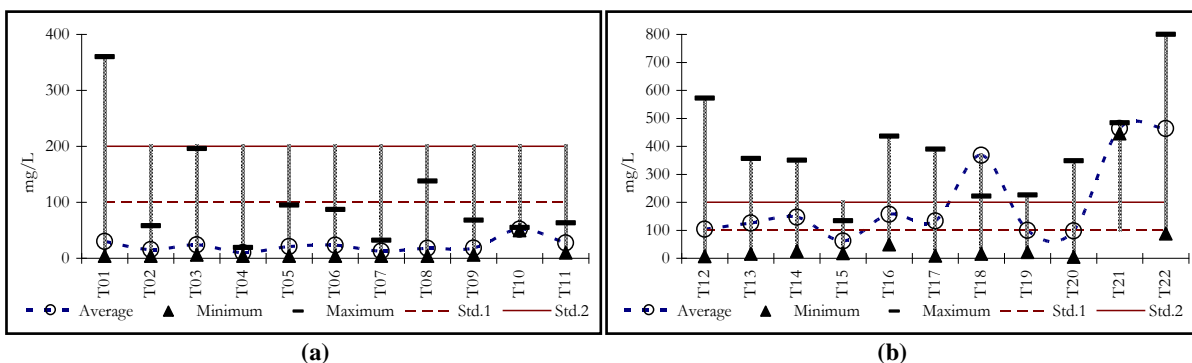 400
300
200
100
0
mg/L
T01 T02 T03 T04 T05 T06 T07 T08 T09 T10 T11
Average Minimum Maximum Std.1 Std.2
(a)
800
700
600
500
400
300
200
100
0
mg/L
T12 T13 T14 T15 T16 T17 T18 T19 T20 T21 T22
Average Minimum Maximum Std.1 Std.2
(b)